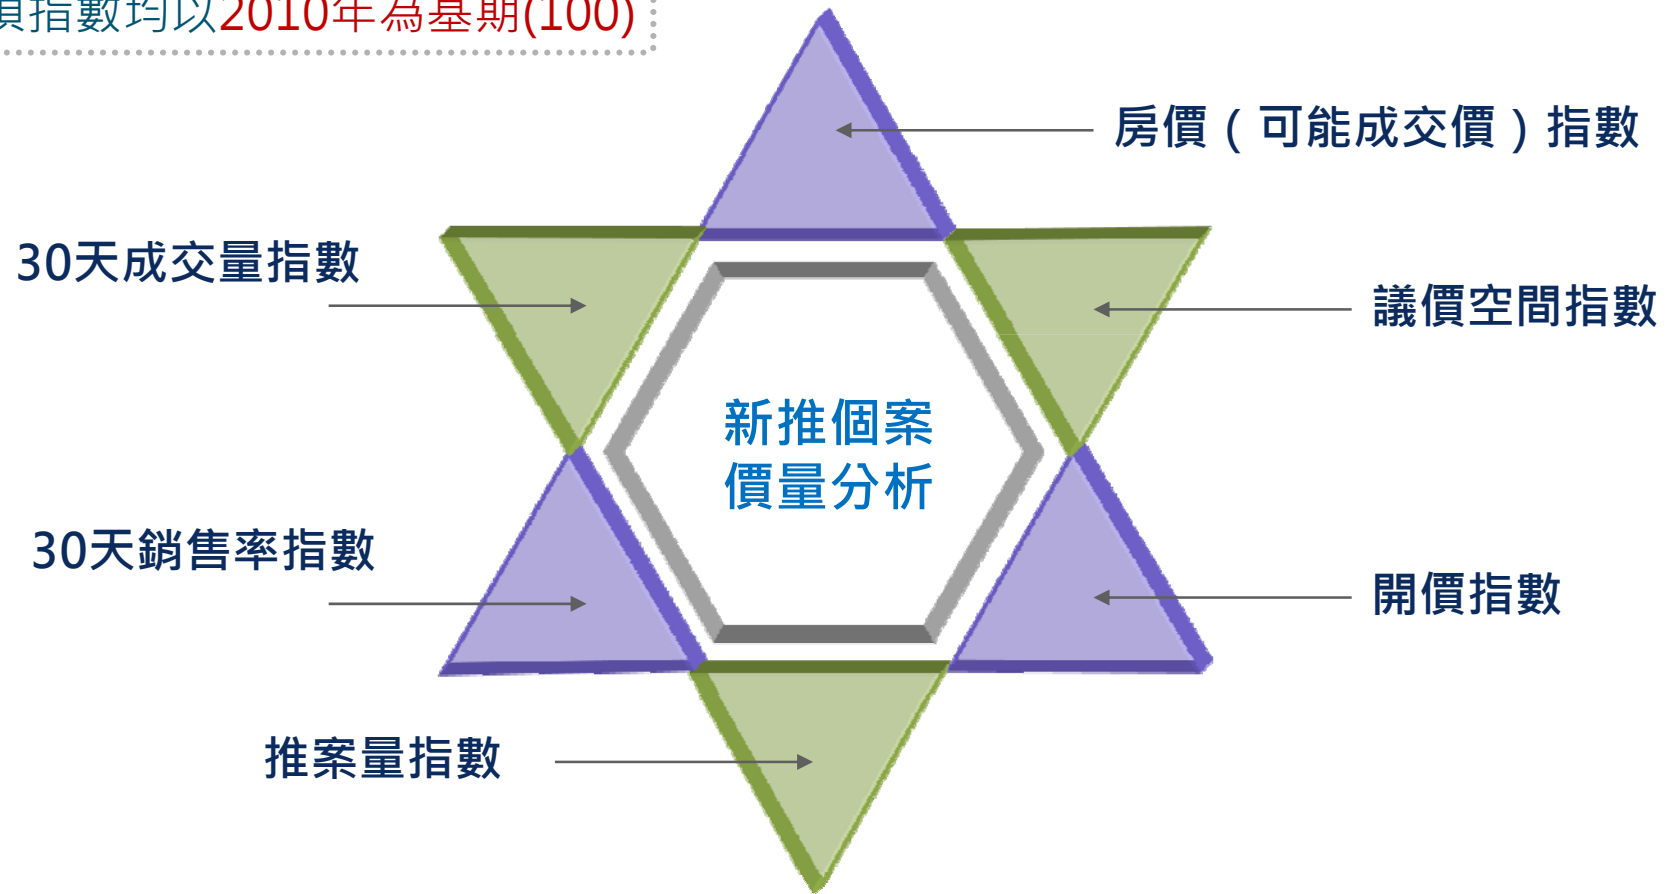 項指數均以2010年為基期(100)
房價（可能成交價）指數
30天成交量指數
議價空間指數
新推個案
價量分析
30天銷售率指數
開價指數
推案量指數